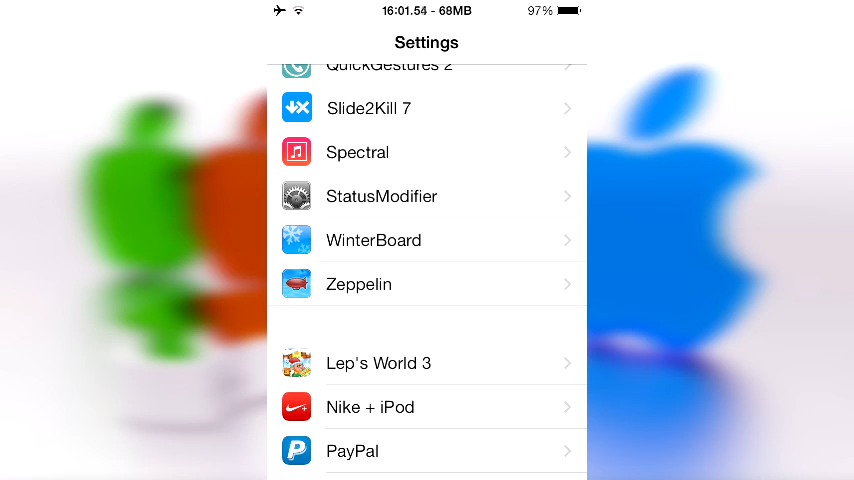 16:01.54 - 68MB
97%
Settings
QuickGestures 2
Slide2Kill 7
Spectral
StatusModifier
WinterBoard
Zeppelin
Lep's World 3
Nike + iPod
PayPal